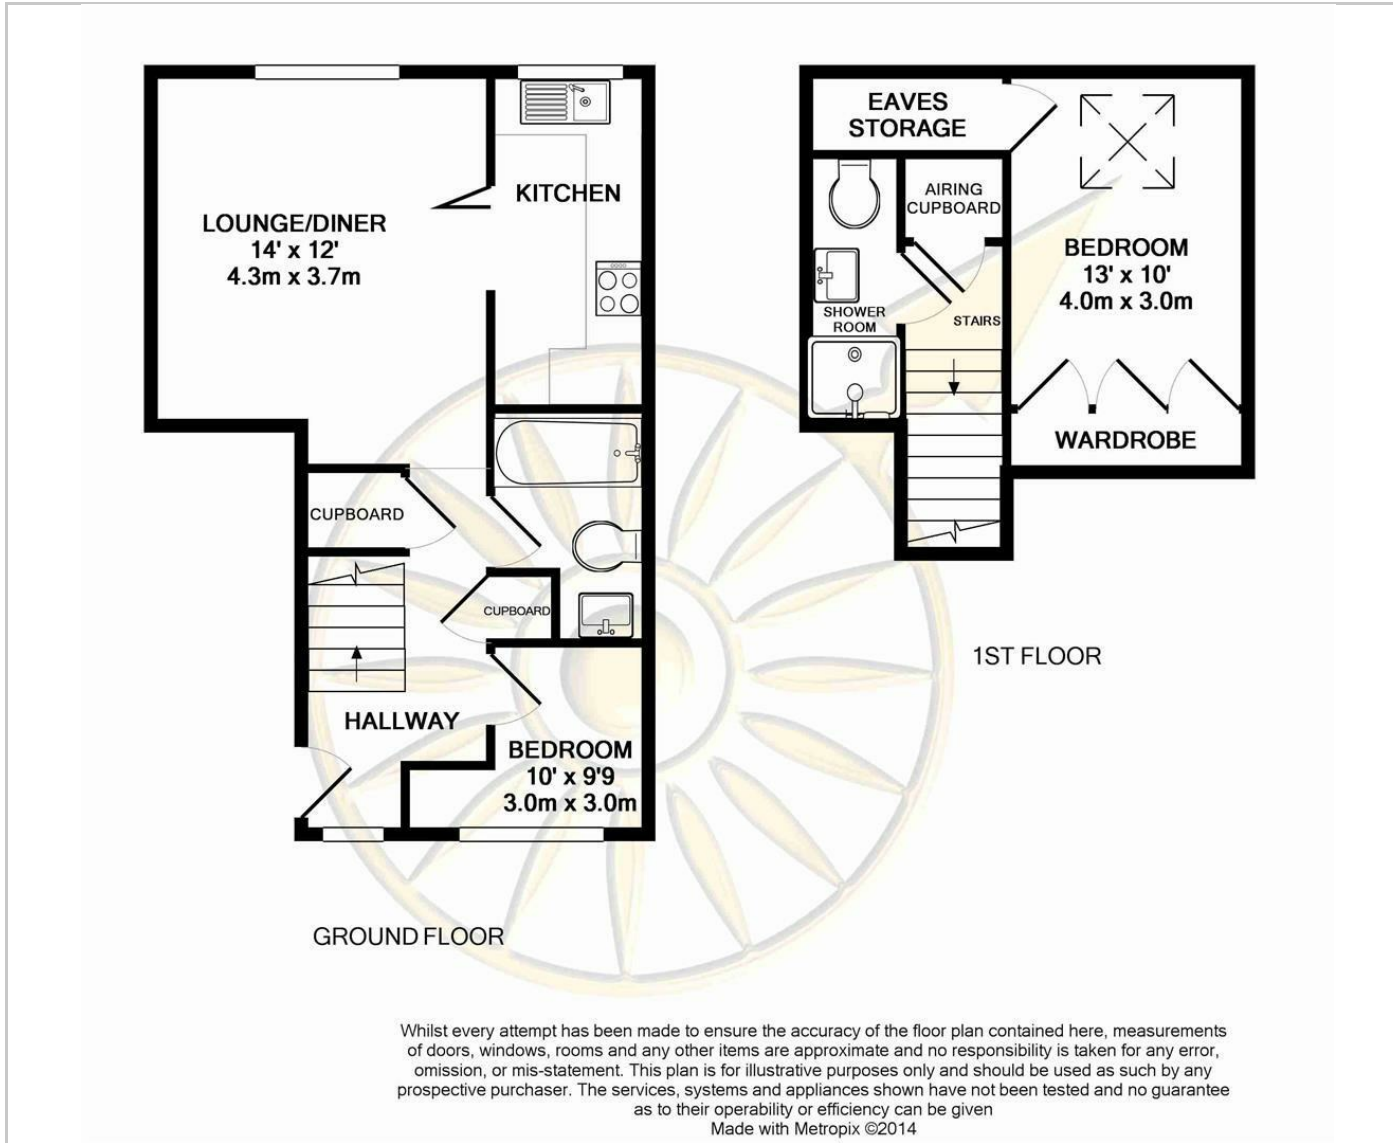 LOUNGE/DINER
14' x 12'
4.3m x 3.7m
KITCHEN
CUPBOARD
CUPBOARD
HALLWAY
BEDROOM
10' x 9'9
3.0m x 3.0m
GROUND FLOOR
EAVES
STORAGE
AIRING
CUPBOARD
BEDROOM
13' x 10'
4.0m x 3.0m
SHOWER
ROOM
STAIRS
WARDROBE
1ST FLOOR
Whilst every attempt has been made to ensure the accuracy of the floor plan contained here, measurements
of doors, windows, rooms and any other items are approximate and no responsibility is taken for any error,
omission, or mis-statement. This plan is for illustrative purposes only and should be used as such by any
prospective purchaser. The services, systems and appliances shown have not been tested and no guarantee
as to their operability or efficiency can be given
Made with Metropix ©2014